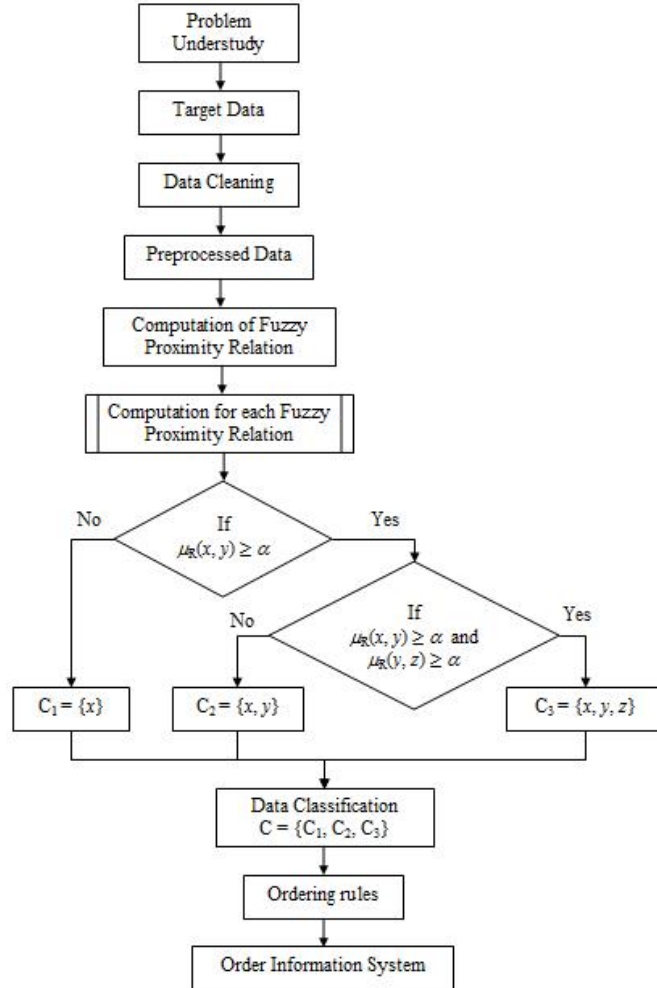 Problem
Understudy
Target Data
Data Cleaning
Preprocessed Data
Computation of Fuzzy
Proximity Relation
Computation for each Fuzzy
Proximity Relation
No
If
Yes
μR(x, y) ≥ α
No
If
Yes
μR(x, y) ≥ α and
μR(y, z) ≥ α
C₁ = {x}
C₂ = {x, y}
C₃ = {x, y, z}
Data Classification
C = {C₁, C₂, C₃}
Ordering rules
Order Information System